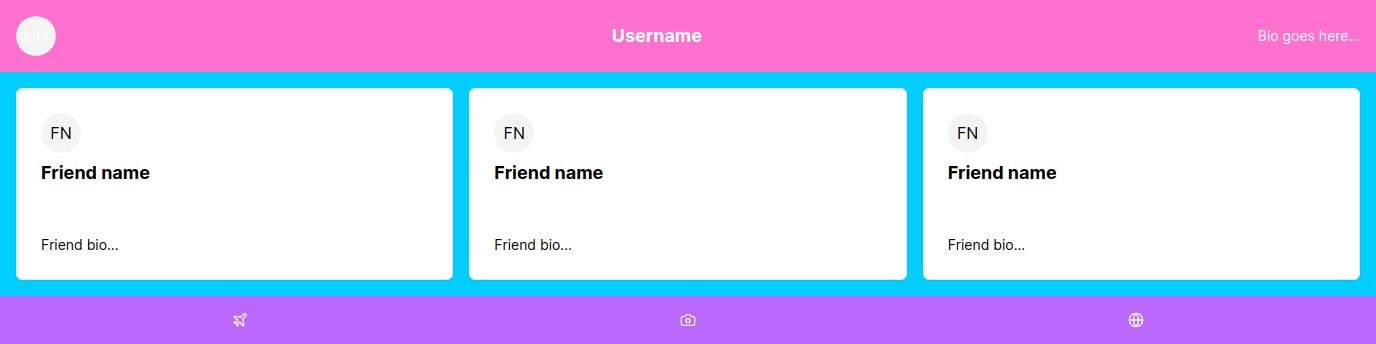 UN
Username
Bio goes here...
FN
Friend name
Friend bio...
FN
Friend name
Friend bio...
FN
Friend name
Friend bio...